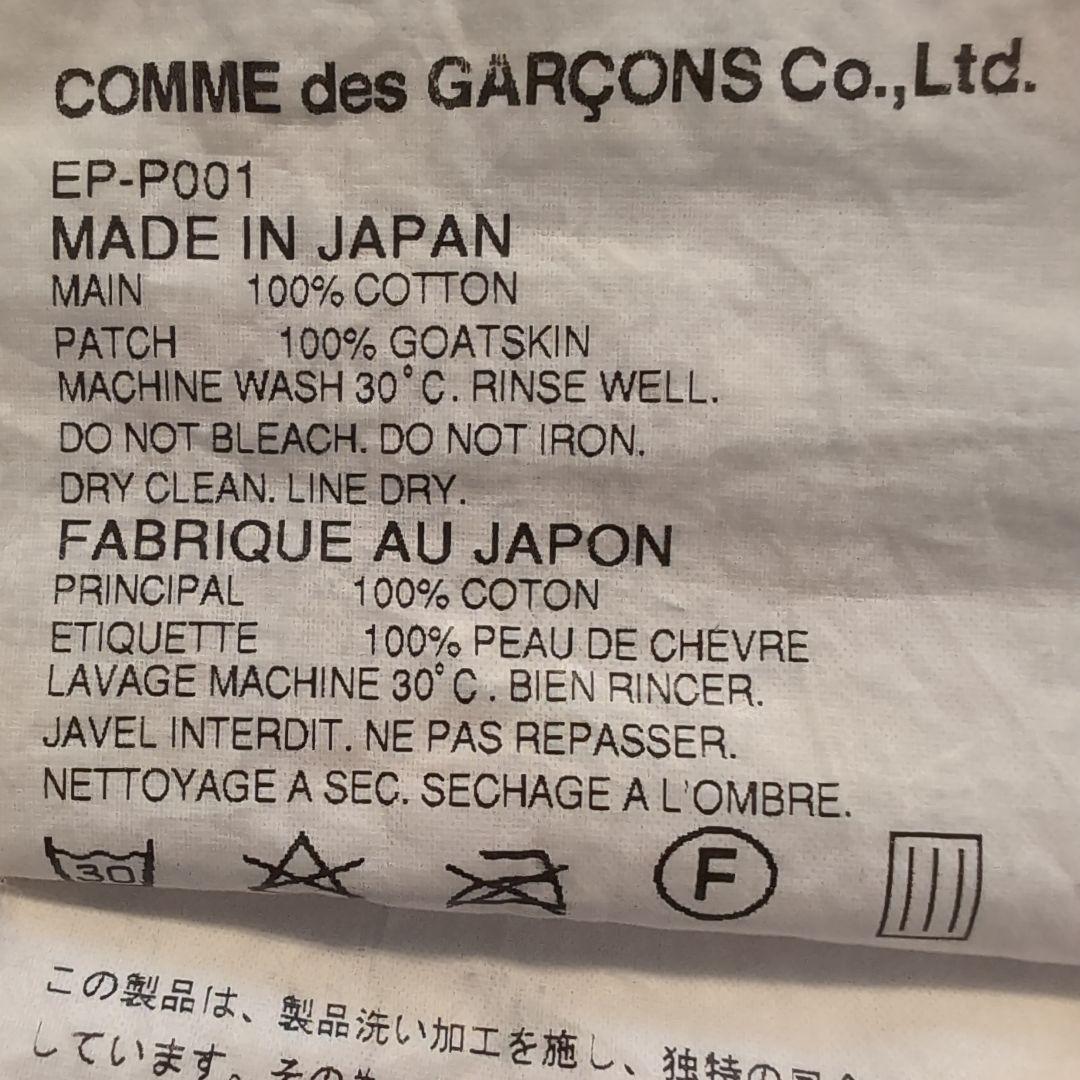 COMME des GARÇONS Co.,Ltd.
EP-P001
MADE IN JAPAN
MAIN 100% COTTON
PATCH 100% GOATSKIN
MACHINE WASH 30°C. RINSE WELL.
DO NOT BLEACH. DO NOT IRON.
DRY CLEAN. LINE DRY.
FABRIQUE AU JAPON
PRINCIPAL 100% COTON
ETIQUETTE 100% PEAU DE CHEVRE
LAVAGE MACHINE 30°C. BIEN RINCER.
JAVEL INTERDIT. NE PAS REPASSER.
NETTOYAGE A SEC. SECHAGE A L'OMBRE.
30 F
この製品は、製品洗い加工を施し、独特の
しています。その為